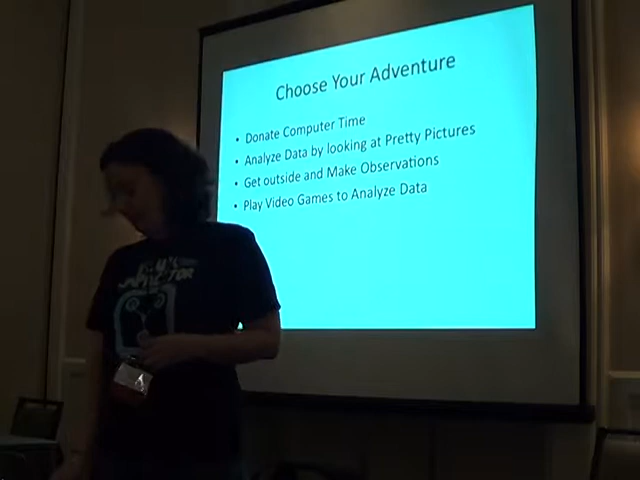 Choose Your Adventure
• Donate Computer Time
• Analyze Data by looking at Pretty Pictures
• Get outside and Make Observations
• Play Video Games to Analyze Data